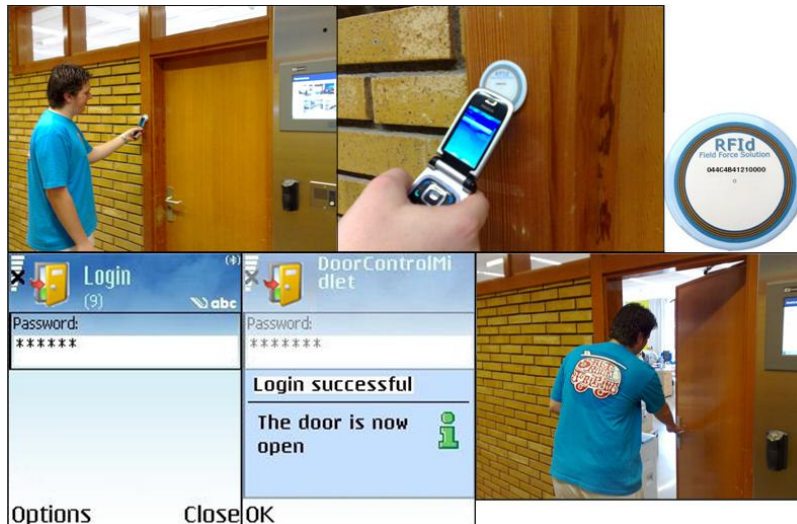 RFId
RFId
Field Force Solution
044C4B41210000
Login
(9)
abc
Password:
******
Options
Close
DoorControlMi
dlet
Password:
*******
Login successful
The door is now
open
OK